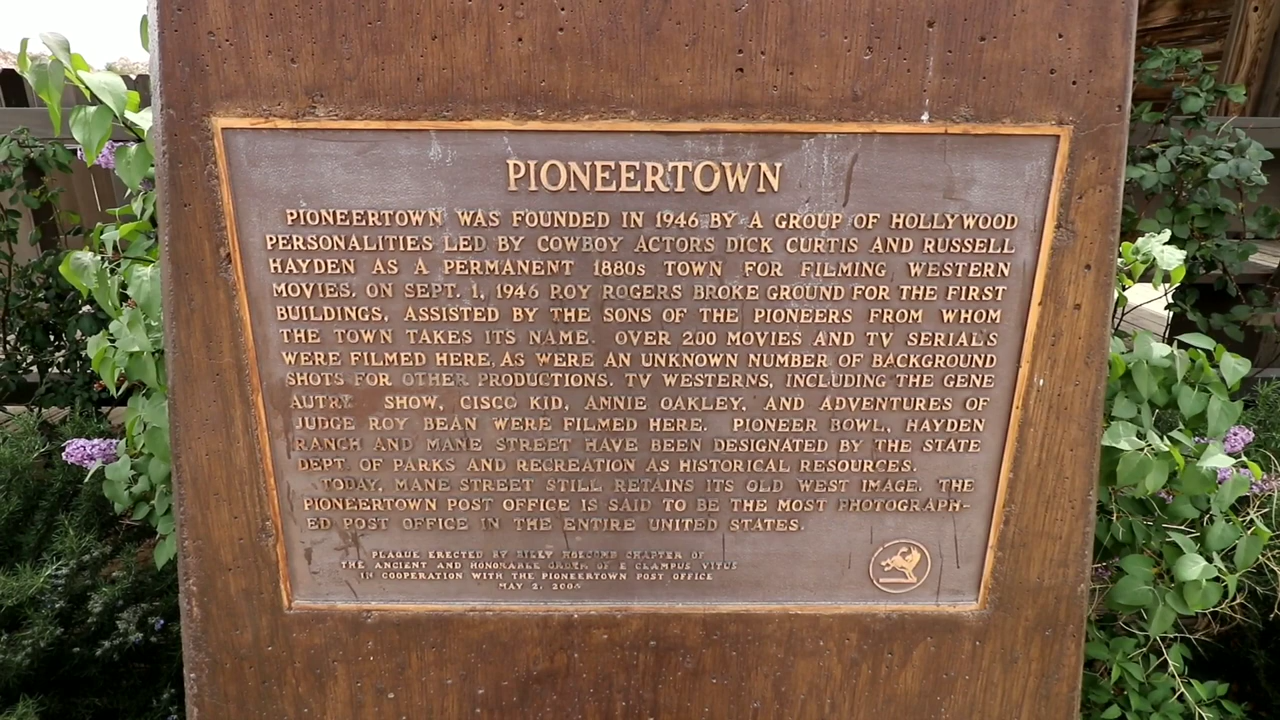 PIONEERTOWN
PIONEERTOWN WAS FOUNDED IN 1946 BY A GROUP OF HOLLYWOOD
PERSONALITIES LED BY COWBOY ACTORS DICK CURTIS AND RUSSELL
HAYDEN AS A PERMANENT 1880s TOWN FOR FILMING WESTERN
MOVIES. ON SEPT. 1, 1946 ROY ROGERS BROKE GROUND FOR THE FIRST
BUILDINGS, ASSISTED BY THE SONS OF THE PIONEERS FROM WHOM
THE TOWN TAKES ITS NAME. OVER 200 MOVIES AND TV SERIALS
WERE FILMED HERE, AS WERE AN UNKNOWN NUMBER OF BACKGROUND
SHOTS FOR OTHER PRODUCTIONS. TV WESTERNS, INCLUDING THE GENE
AUTRY SHOW, CISCO KID, ANNIE OAKLEY, AND ADVENTURES OF
JUDGE ROY BEAN WERE FILMED HERE. PIONEER BOWL, HAYDEN
RANCH AND MANE STREET HAVE BEEN DESIGNATED BY THE STATE
DEPT. OF PARKS AND RECREATION AS HISTORICAL RESOURCES.
TODAY, MANE STREET STILL RETAINS ITS OLD WEST IMAGE. THE
PIONEERTOWN POST OFFICE IS SAID TO BE THE MOST PHOTOGRAPH-
ED POST OFFICE IN THE ENTIRE UNITED STATES.
PLAQUE ERECTED BY BILLY HOLCOMB CHAPTER OF
THE ANCIENT AND HONORABLE ORDER OF E CLAMPUS VITUS
IN COOPERATION WITH THE PIONEERTOWN POST OFFICE
MAY 2,